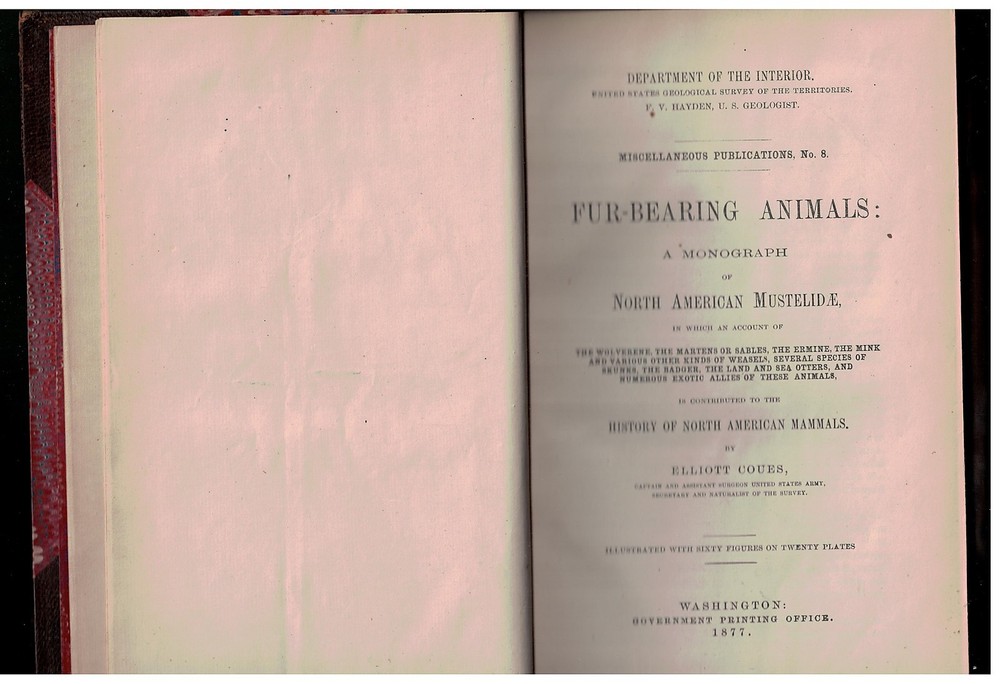 DEPARTMENT OF THE INTERIOR.
UNITED STATES GEOLOGICAL SURVEY OF THE TERRITORIES.
F. V. HAYDEN, U. S. GEOLOGIST.
MISCELLANEOUS PUBLICATIONS, No. 8.
FUR-BEARING ANIMALS:
A MONOGRAPH
OF
NORTH AMERICAN MUSTELIDÆ,
IN WHICH AN ACCOUNT OF
THE WOLVERENE, THE MARTENS OR SABLES, THE ERMINE, THE MINK
AND VARIOUS OTHER KINDS OF WEASELS, SEVERAL SPECIES OF
SKUNKS, THE BADGER, THE LAND AND SEA OTTERS, AND
NUMEROUS EXOTIC ALLIES OF THESE ANIMALS,
IS CONTRIBUTED TO THE
HISTORY OF NORTH AMERICAN MAMMALS.
BY
ELLIOTT COUES,
CAPTAIN AND ASSISTANT SURGEON UNITED STATES ARMY,
SECRETARY AND NATURALIST OF THE SURVEY.
ILLUSTRATED WITH SIXTY FIGURES ON TWENTY PLATES
WASHINGTON:
GOVERNMENT PRINTING OFFICE.
1877.